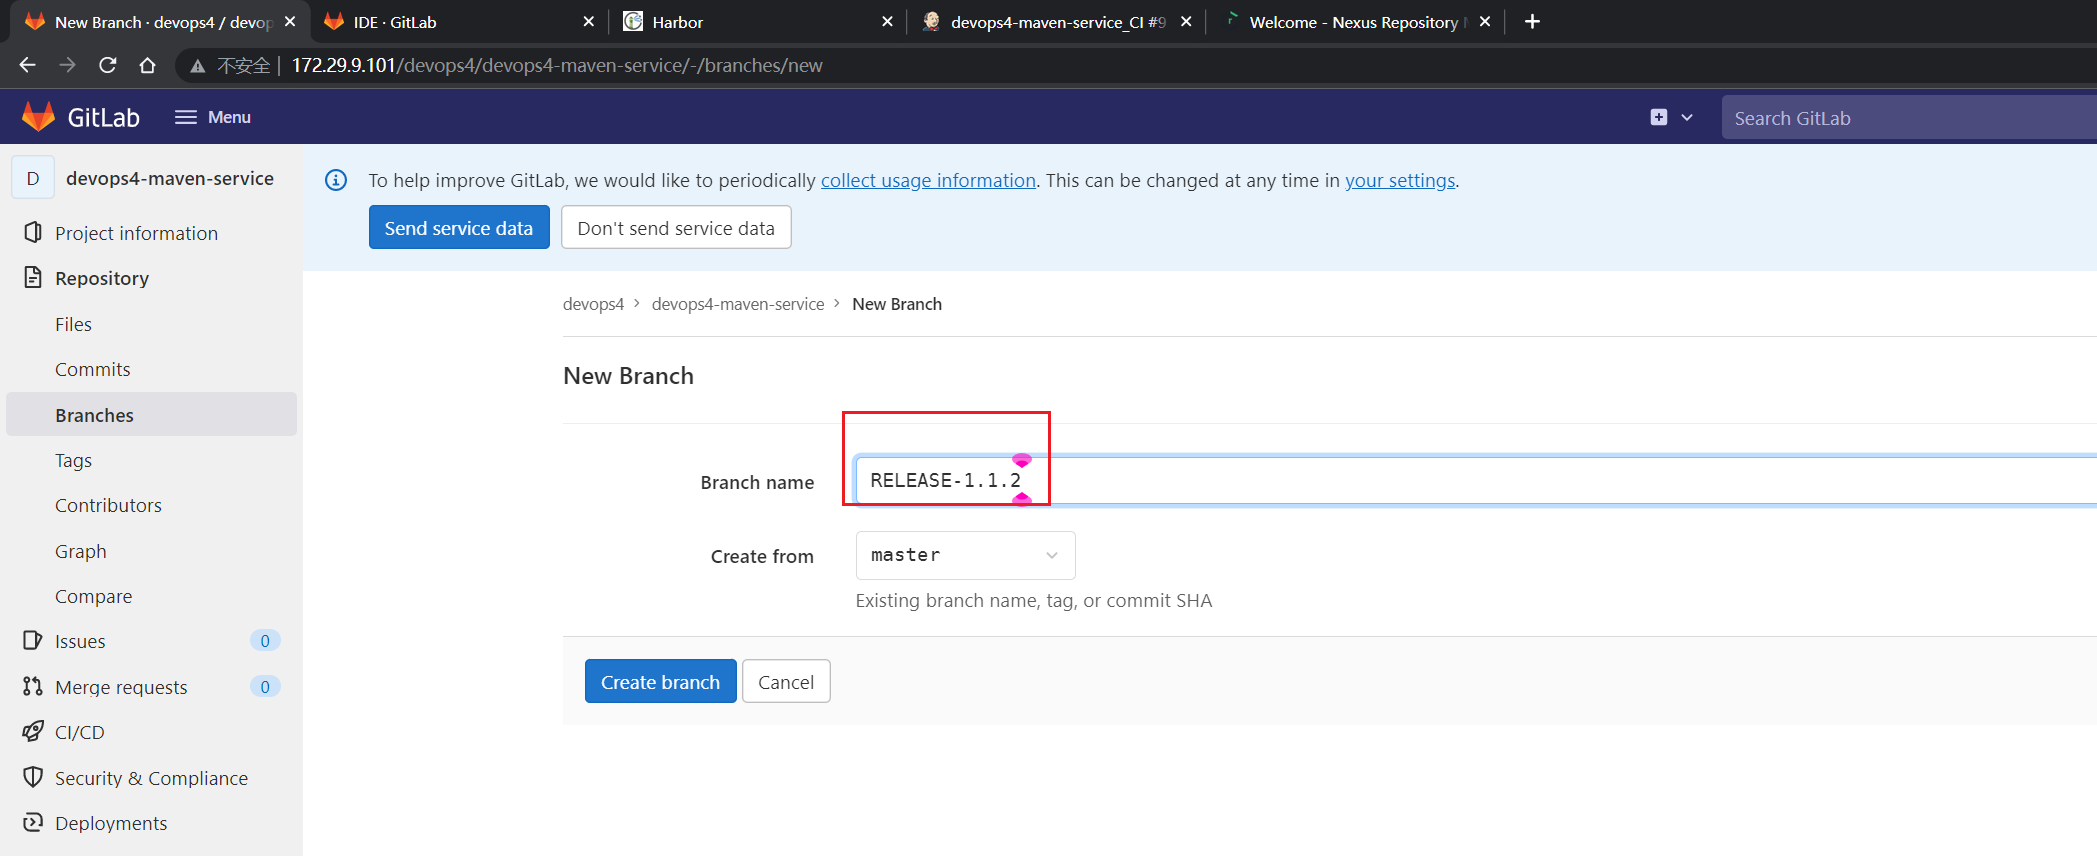 New Branch · devops4 / devop
IDE · GitLab
Harbor
devops4-maven-service_CI #9
Welcome - Nexus Repository
不安全
172.29.9.101/devops4/devops4-maven-service/-/branches/new
GitLab
Menu
Search GitLab
D
devops4-maven-service
Project information
Repository
Files
Commits
Branches
Tags
Contributors
Graph
Compare
Issues 0
Merge requests 0
CI/CD
Security & Compliance
Deployments
To help improve GitLab, we would like to periodically collect usage information. This can be changed at any time in your settings.
Send service data
Don't send service data
devops4 > devops4-maven-service > New Branch
New Branch
Branch name
RELEASE-1.1.2
Create from
master
Existing branch name, tag, or commit SHA
Create branch
Cancel